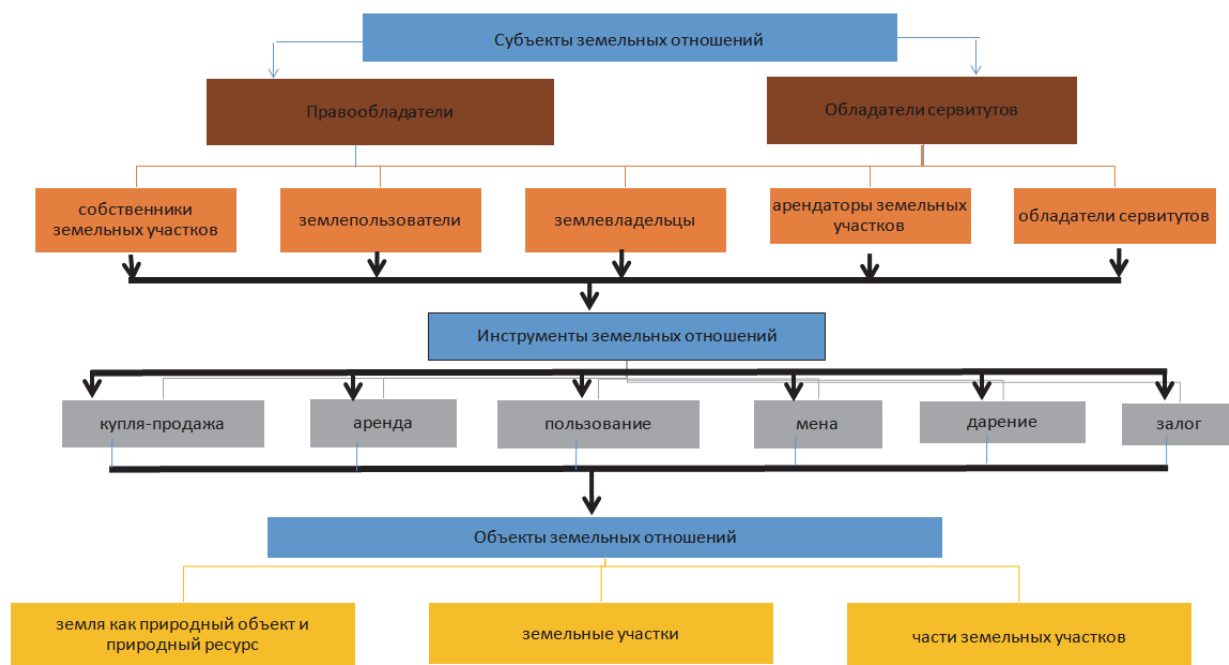 Субъекты земельных отношений
Правообладатели
Обладатели сервитутов
собственники
земельных участков
землепользователи
землевладельцы
арендаторы земельных
участков
обладатели сервитутов
Инструменты земельных отношений
купля-продажа
аренда
пользование
мена
дарение
залог
Объекты земельных отношений
земля как природный объект и
природный ресурс
земельные участки
части земельных участков